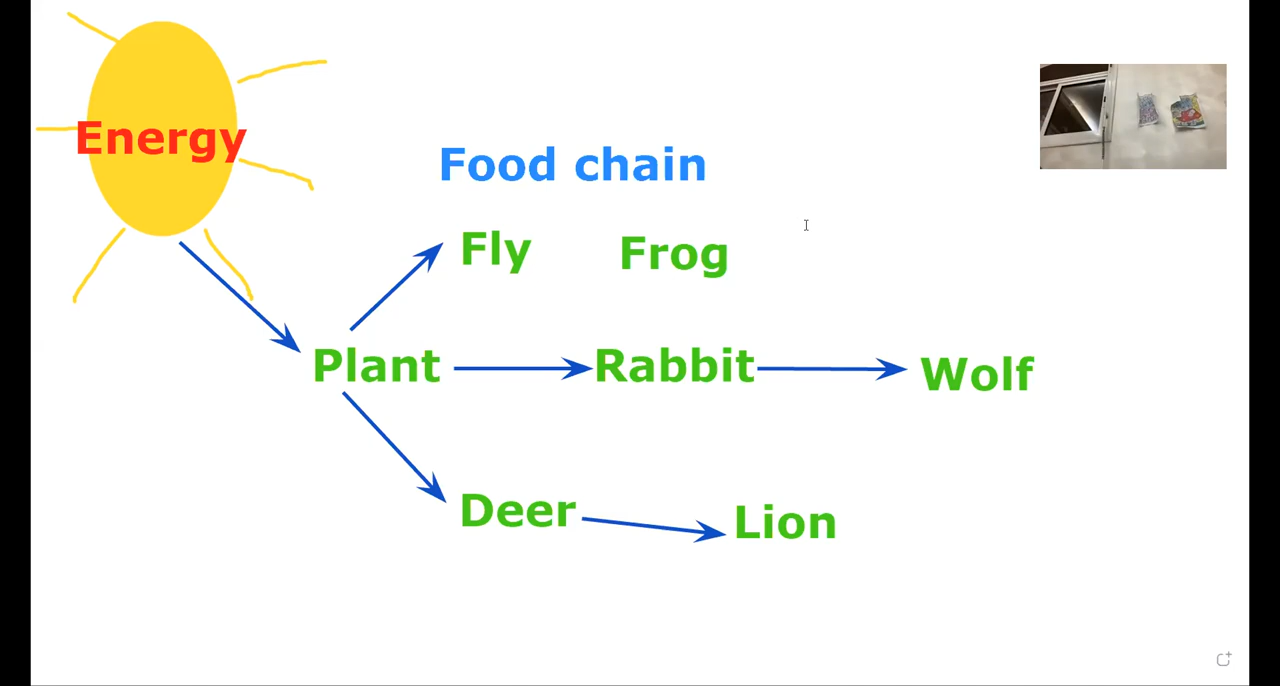 Energy
Food chain
Fly Frog
Plant Rabbit Wolf
Deer Lion